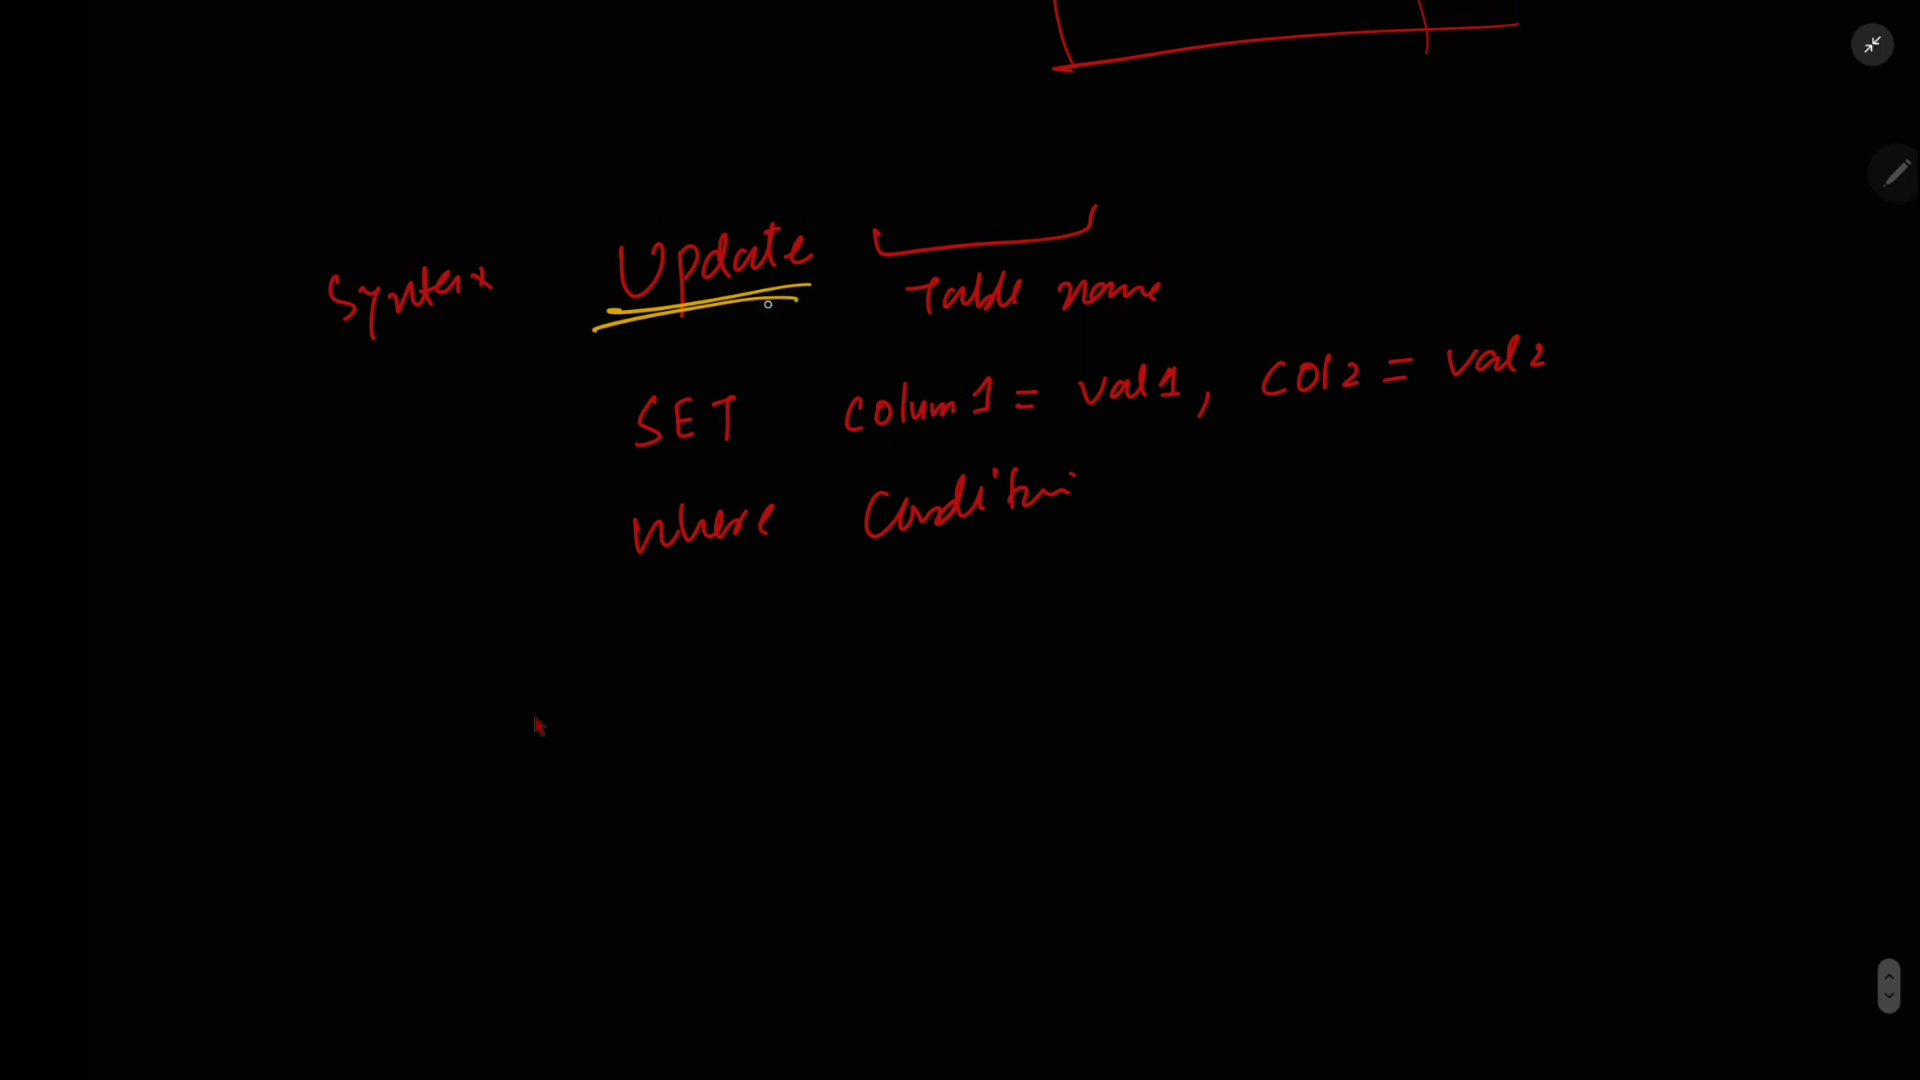 Syntax Update
Table name
SET Colum1 = val1, COl2 = val2
where Condition